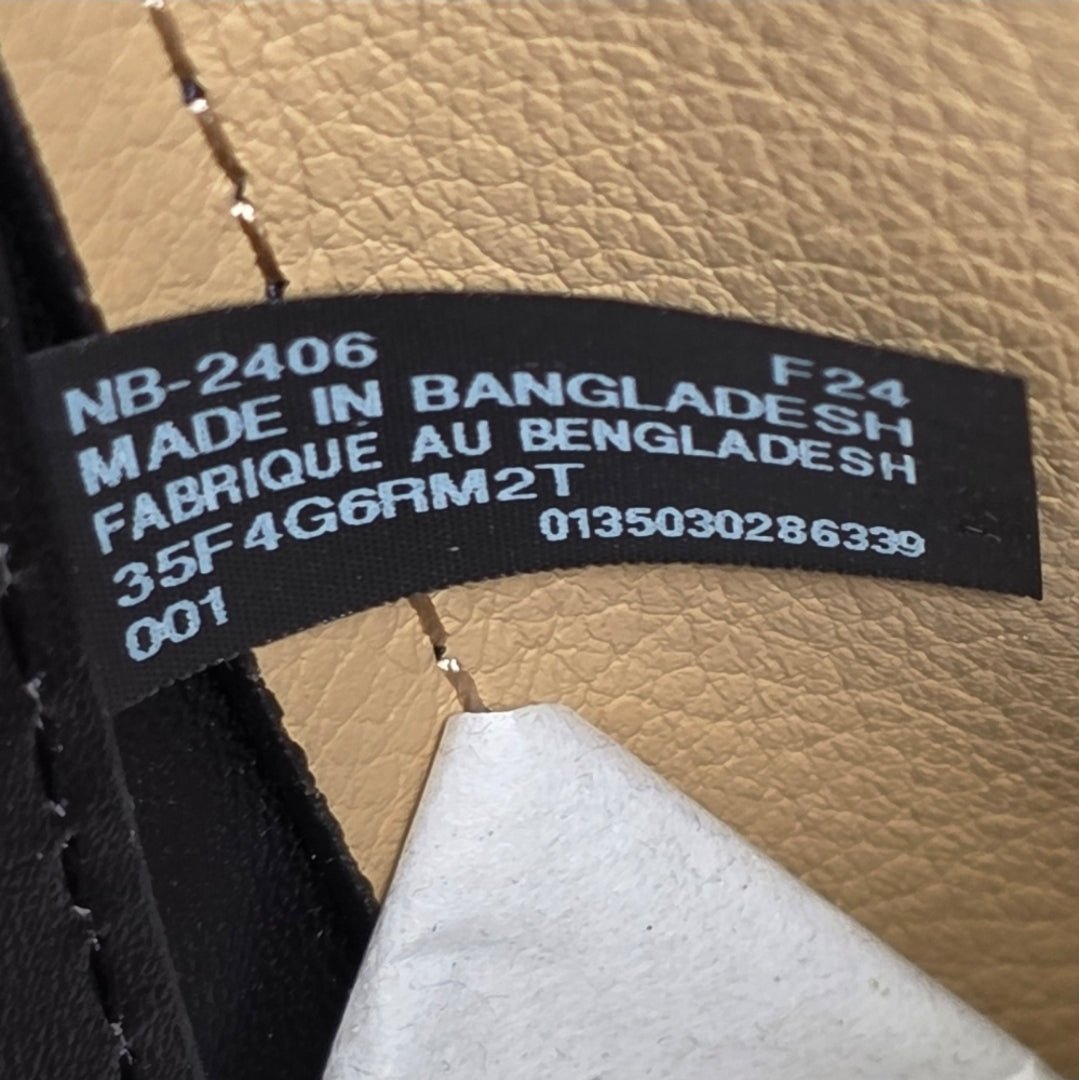 NB-2406 F24
MADE IN BANGLADESH
FABRIQUE AU BENGLADESH
35F4G6RM2T
0135030286339
001